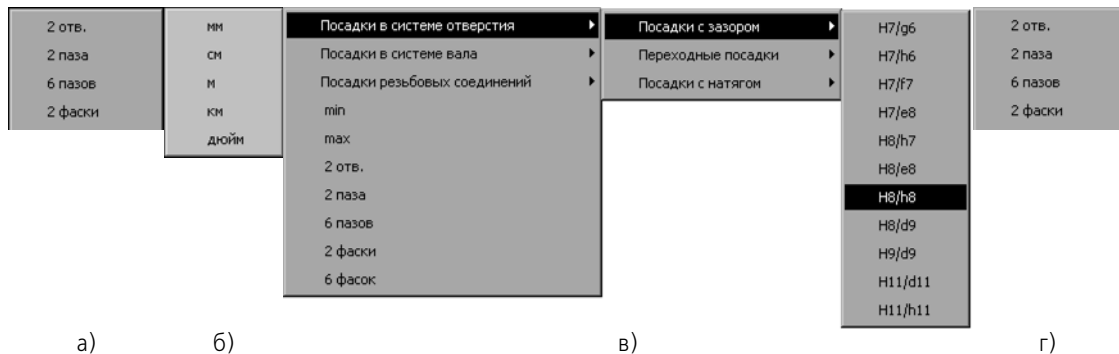 2 отв.
2 паза
6 пазов
2 фаски
мм
см
м
км
дюйм
Посадки в системе отверстия
Посадки в системе вала
Посадки резьбовых соединений
min
max
2 отв.
2 паза
6 пазов
2 фаски
6 фасок
Посадки с зазором
Переходные посадки
Посадки с натягом
H7/g6
H7/h6
H7/f7
H7/e8
H8/h7
H8/e8
H8/h8
H8/d9
H9/d9
H11/d11
H11/h11
2 отв.
2 паза
6 пазов
2 фаски
а) б) в) г)